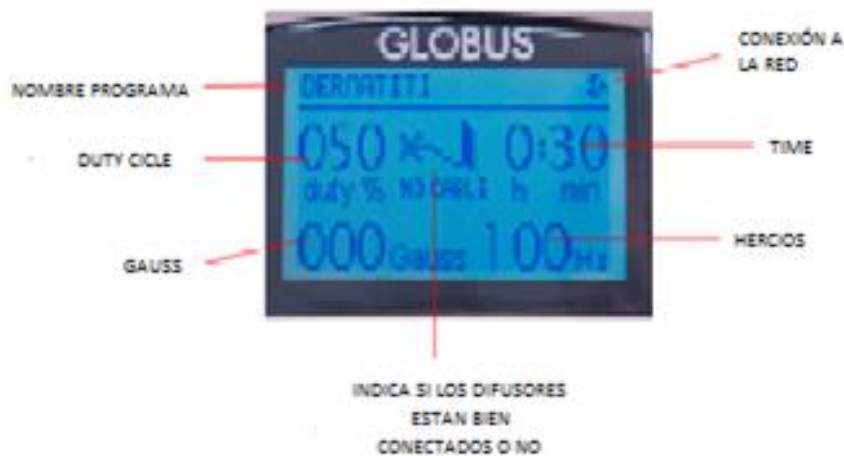 GLOBUS
CONEXIÓN A
LA RED
NOMBRE PROGRAMA
DERMATITI
DUTY CICLE
050
0:30
TIME
duty %
NO CABLE
h
min
GAUSS
000 Gauss
100 Hz
HERCIOS
INDICA SI LOS DIFUSORES
ESTAN BIEN
CONECTADOS O NO